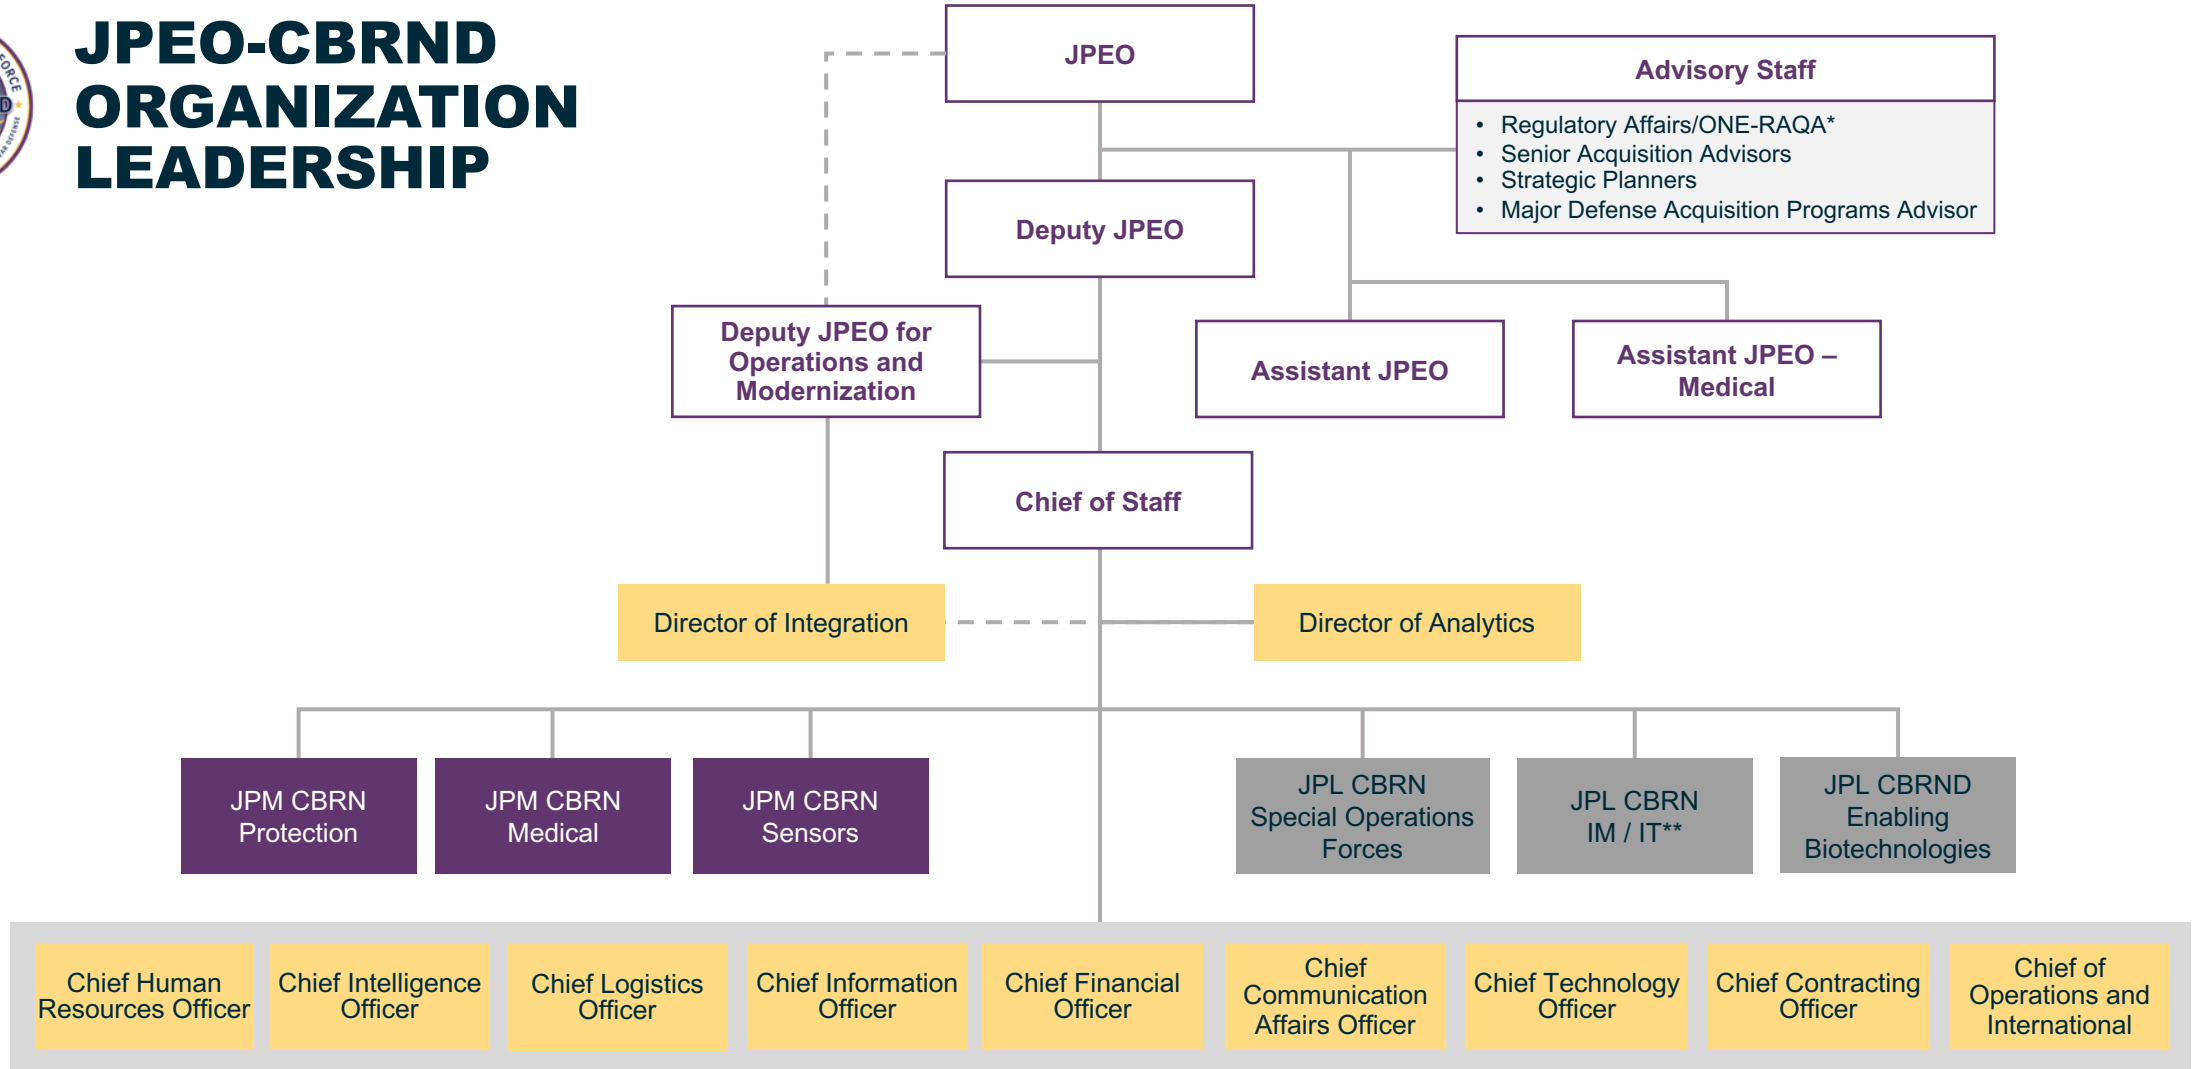 FORCE
JPEO-CBRND
ORGANIZATION
LEADERSHIP
JPEO
Advisory Staff
• Regulatory Affairs/ONE-RAQA*
• Senior Acquisition Advisors
• Strategic Planners
• Major Defense Acquisition Programs Advisor
Deputy JPEO
Deputy JPEO for
Operations and
Modernization
Assistant JPEO
Assistant JPEO –
Medical
Chief of Staff
Director of Integration
Director of Analytics
JPM CBRN
Protection
JPM CBRN
Medical
JPM CBRN
Sensors
JPL CBRN
Special Operations
Forces
JPL CBRN
IM / IT**
JPL CBRND
Enabling
Biotechnologies
Chief Human
Resources Officer
Chief Intelligence
Officer
Chief Logistics
Officer
Chief Information
Officer
Chief Financial
Officer
Chief
Communication
Affairs Officer
Chief Technology
Officer
Chief Contracting
Officer
Chief of
Operations and
International